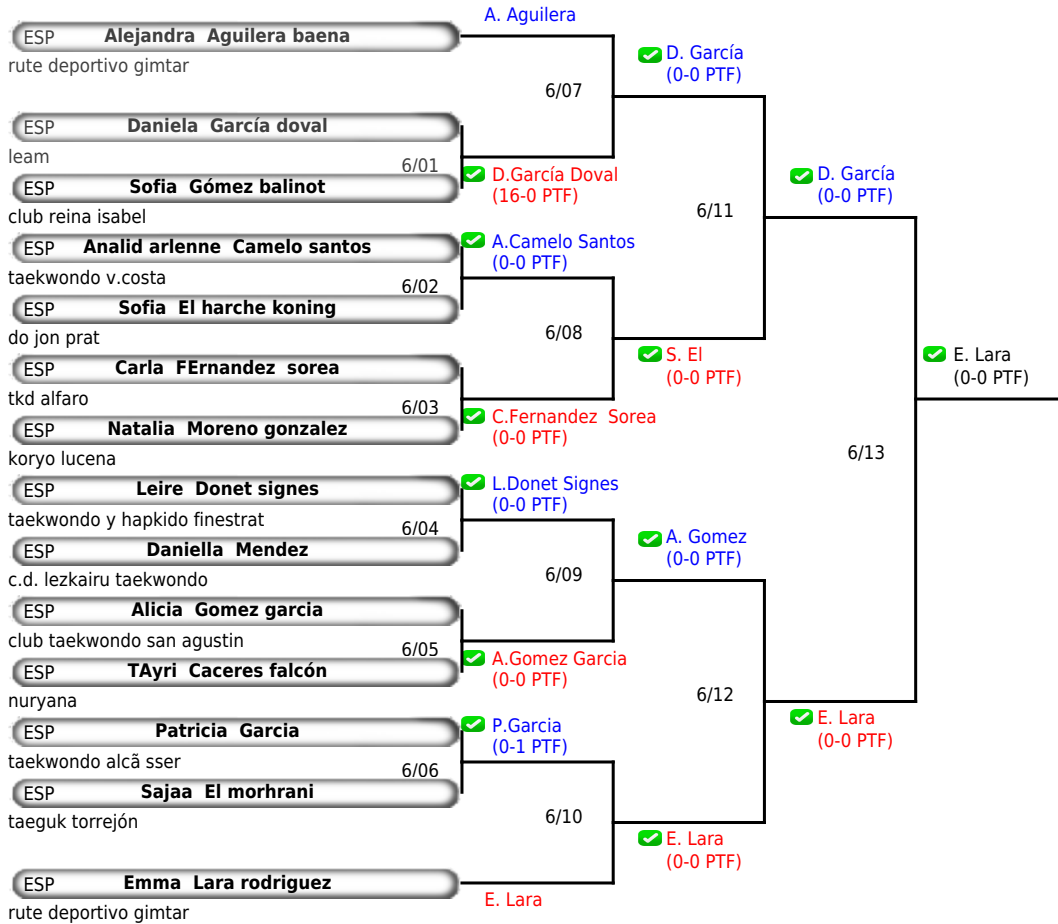 A. Aguilera
ESP Alejandra Aguilera baena
rute deportivo gimtar
D. García
(0-0 PTF)
6/07
ESP Daniela García doval
leam
6/01
D.García Doval
(16-0 PTF)
ESP Sofia Gómez balinot
club reina isabel
D. García
(0-0 PTF)
6/11
ESP Analid arlenne Camelo santos
taekwondo v.costa
A.Camelo Santos
(0-0 PTF)
6/02
ESP Sofia El harche koning
do jon prat
6/08
S. El
(0-0 PTF)
ESP Carla FErnandez sorea
tkd alfaro
6/03
C.Fernandez Sorea
(0-0 PTF)
ESP Natalia Moreno gonzalez
koryo lucena
E. Lara
(0-0 PTF)
6/13
ESP Leire Donet signes
taekwondo y hapkido finestrat
L.Donet Signes
(0-0 PTF)
6/04
ESP Daniella Mendez
c.d. lezkairu taekwondo
A. Gomez
(0-0 PTF)
6/09
ESP Alicia Gomez garcia
club taekwondo san agustin
6/05
A.Gomez Garcia
(0-0 PTF)
ESP TAyri Caceres falcón
nuryana
6/12
E. Lara
(0-0 PTF)
ESP Patricia Garcia
taekwondo alcã sser
P.Garcia
(0-1 PTF)
6/06
ESP Sajaa El morhrani
taeguk torrejón
6/10
E. Lara
(0-0 PTF)
ESP Emma Lara rodriguez
rute deportivo gimtar
E. Lara